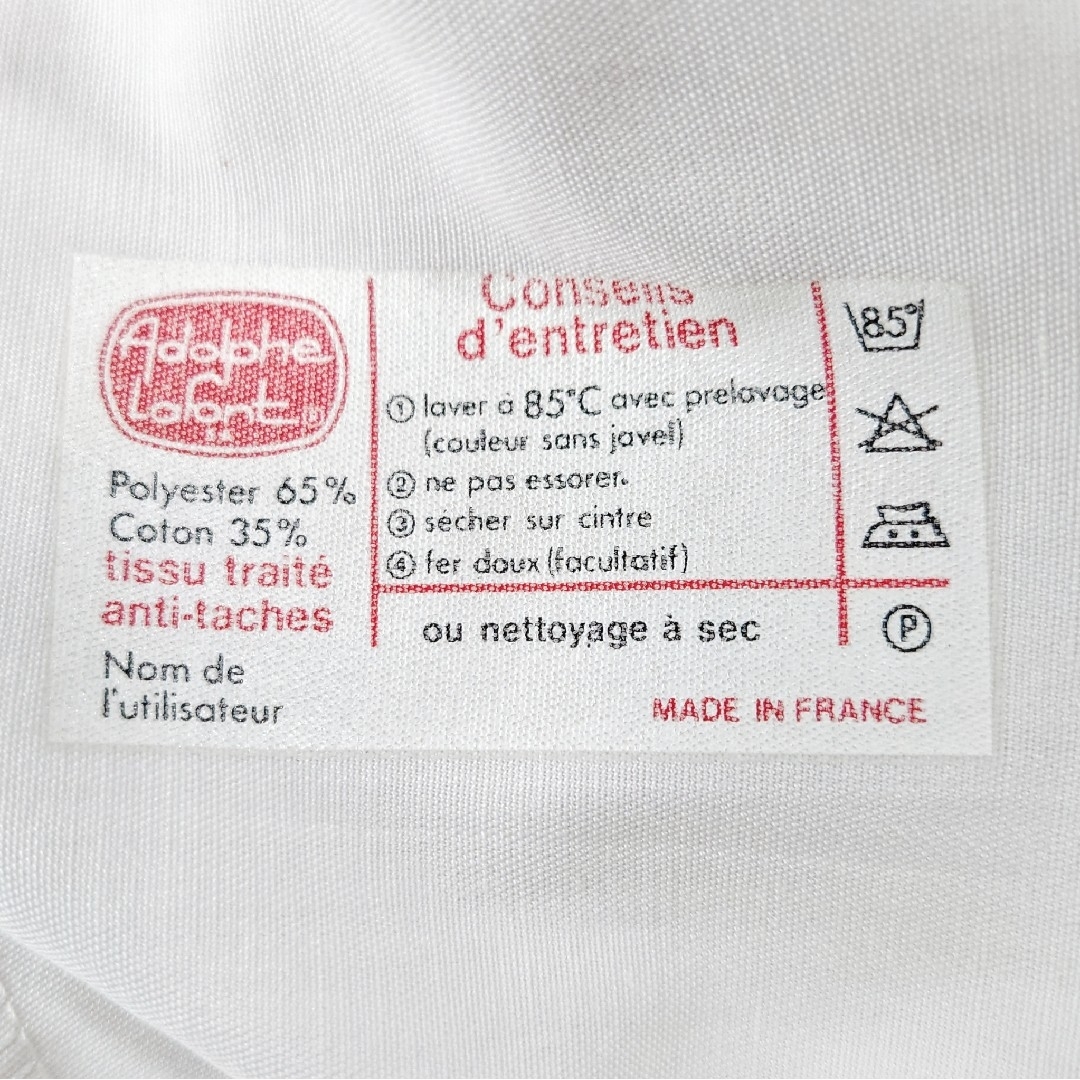 Adolphe
Lafont
Polyester 65%
Coton 35%
tissu traité
anti-taches
Nom de
l'utilisateur
Conseils
d'entretien
① laver à 85°C avec prelavage
(couleur sans javel)
② ne pas essorer.
③ sécher sur cintre
④ fer doux (facultatif)
ou nettoyage à sec
85°
P
MADE IN FRANCE